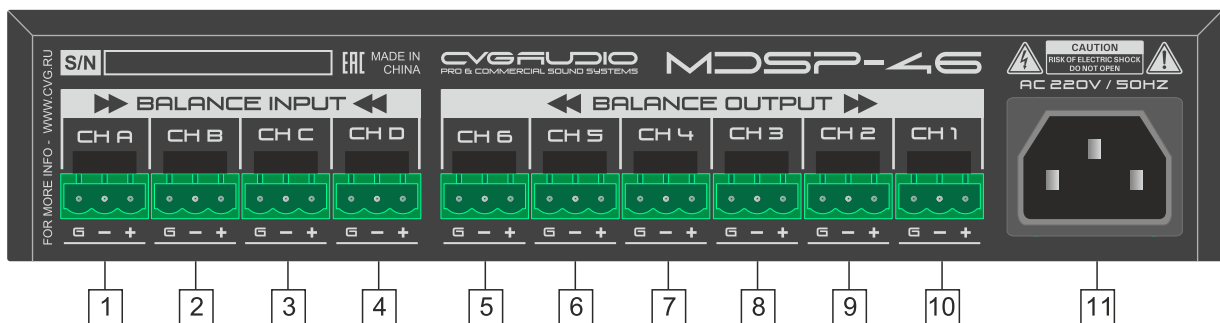 FOR MORE INFO - WWW.CVG.RU
S/N
EAC MADE IN
CHINA
CVGAUDIO
PRO & COMMERCIAL SOUND SYSTEMS
MDSP-46
CAUTION
RISK OF ELECTRIC SHOCK
DO NOT OPEN
AC 220V / 50HZ
BALANCE INPUT
BALANCE OUTPUT
CH A CH B CH C CH D CH 6 CH 5 CH 4 CH 3 CH 2 CH 1
G - + G - + G - + G - + G - + G - + G - + G - + G - + G - +
1 2 3 4 5 6 7 8 9 10 11